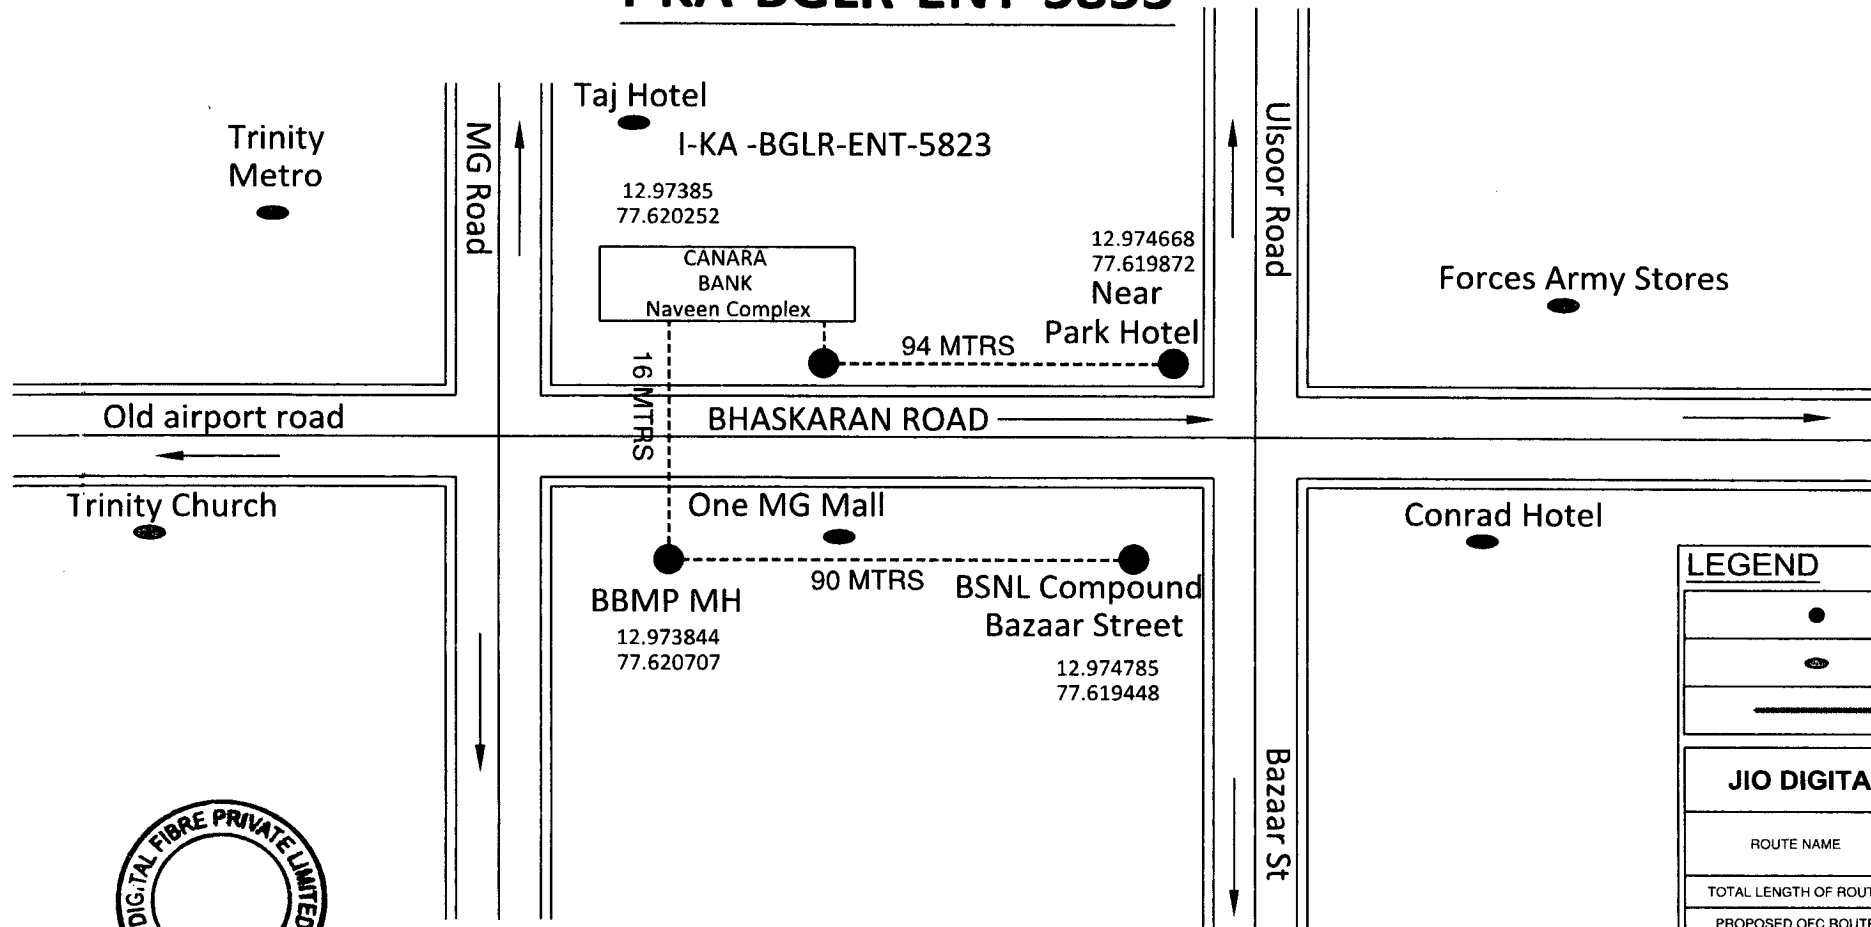 Taj Hotel
I-KA -BGLR-ENT-5823
Trinity
Metro
MG Road
12.97385
77.620252
CANARA
BANK
Naveen Complex
Ulsoor Road
12.974668
77.619872
Near
Park Hotel
Forces Army Stores
94 MTRS
16 MTRS
Old airport road
BHASKARAN ROAD
Trinity Church
One MG Mall
Conrad Hotel
90 MTRS
BBMP MH
12.973844
77.620707
BSNL Compound
Bazaar Street
12.974785
77.619448
Bazaar St
LEGEND
JIO DIGITA
ROUTE NAME
TOTAL LENGTH OF ROUT
PROPOSED OFC ROUTE
DIGITAL FIBRE PRIVATE LIMITED